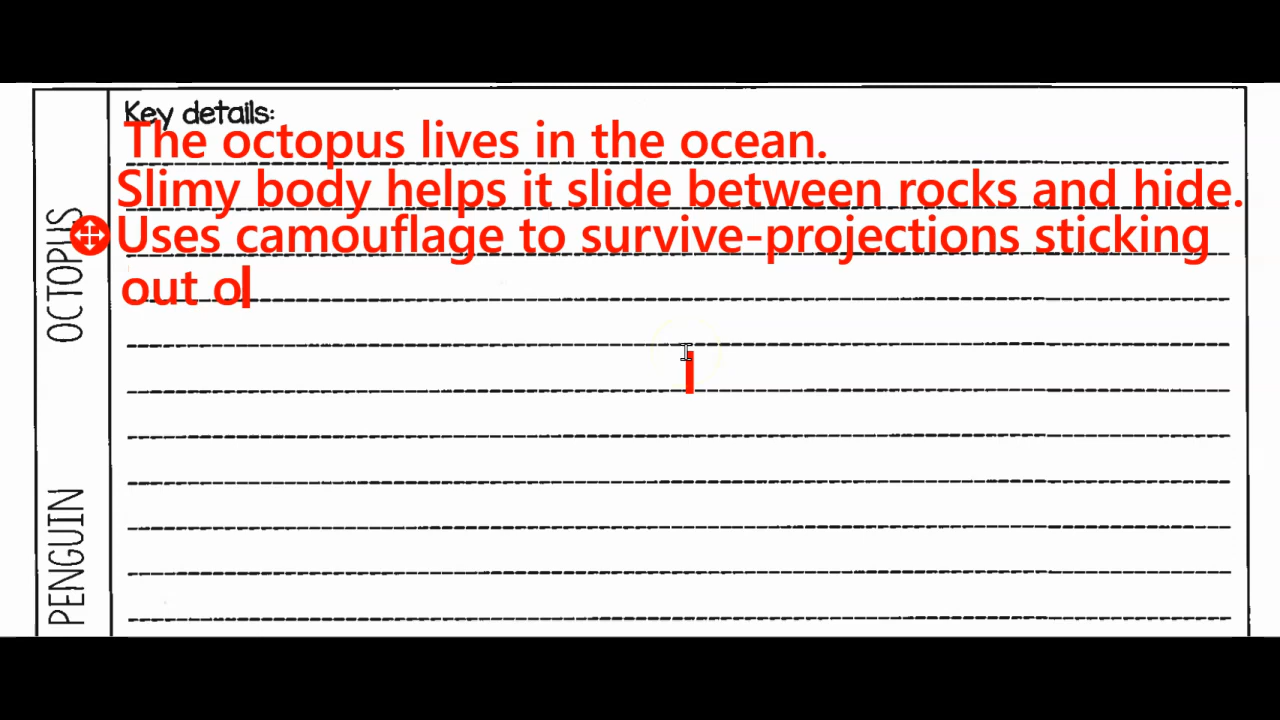 Key details:
The octopus lives in the ocean.
Slimy body helps it slide between rocks and hide.
Uses camouflage to survive-projections sticking
out o
OCTOPUS
PENGUIN